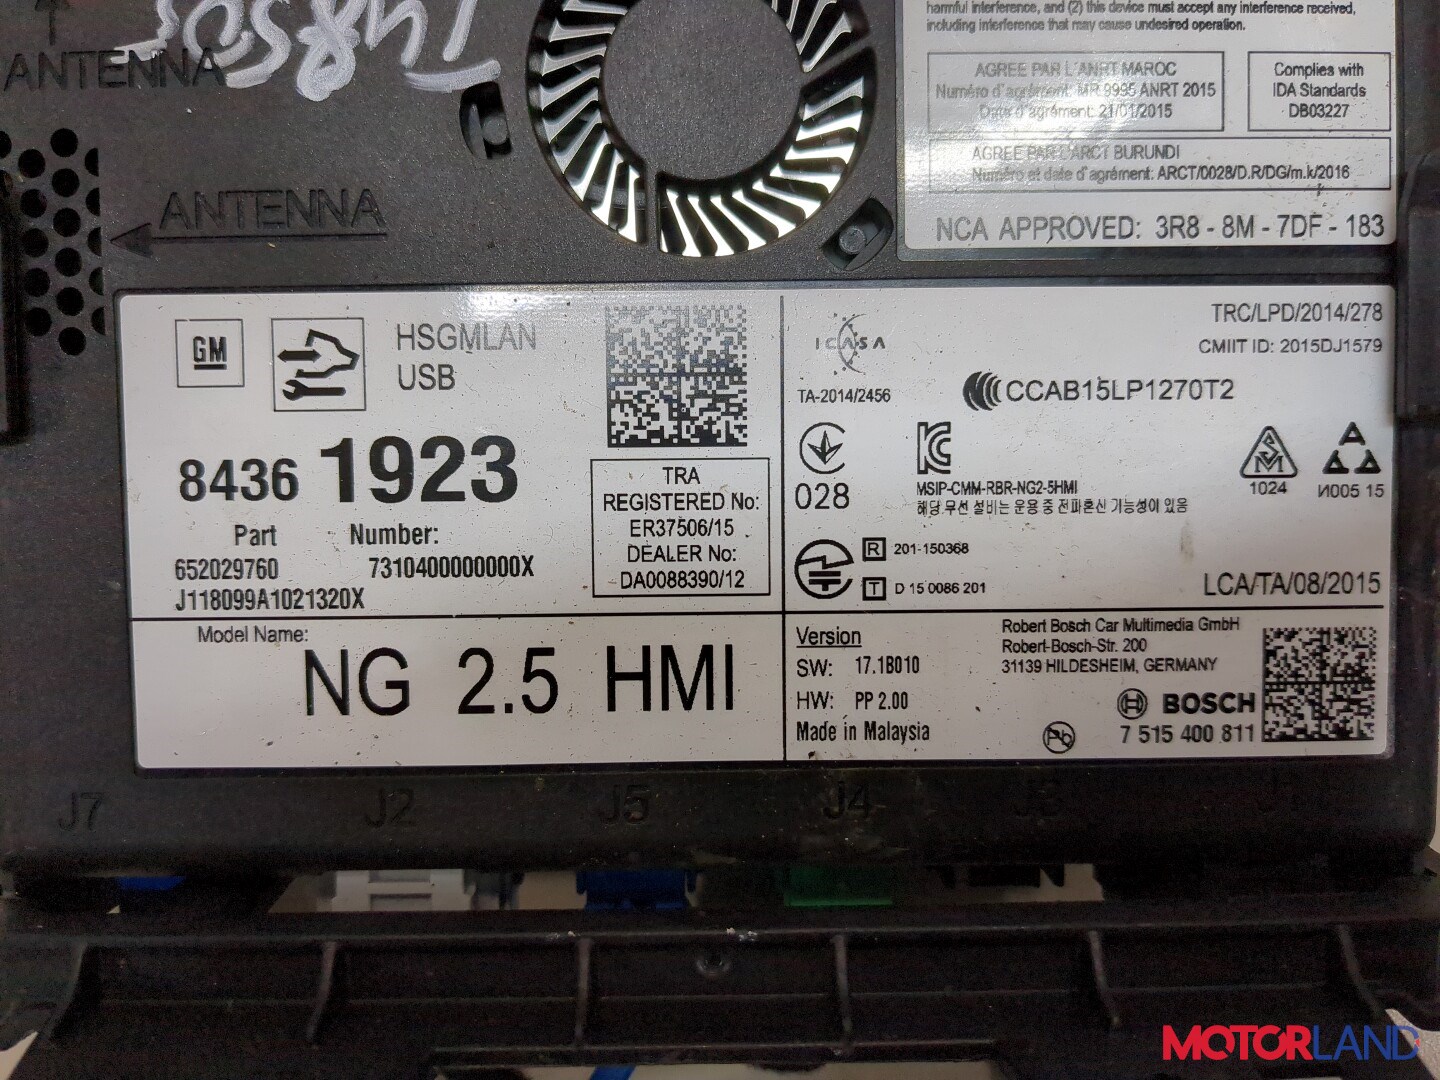 ANTENNA
T485DS
ANTENNA
harmful interference, and (2) this device must accept any interference received,
including interference that may cause undesired operation.
AGREE PAR L'ANRT MAROC
Numéro d'agrément: MR 9995 ANRT 2015
Date d'agrément: 21/01/2015
Complies with
IDA Standards
DB03227
AGREE PAR L'ARCT BURUNDI
Numéro et date d'agrément: ARCT/0028/D.R/DG/m.k/2016
NCA APPROVED: 3R8 - 8M - 7DF - 183
GM
HSGMLAN
USB
8436 1923
Part Number:
652029760 7310400000000X
J118099A1021320X
TRA
REGISTERED No:
ER37506/15
DEALER No:
DA0088390/12
Model Name:
NG 2.5 HMI
ICASA
TA-2014/2456
TRC/LPD/2014/278
CMIIT ID: 2015DJ1579
CCAB15LP1270T2
028
MSIP-CMM-RBR-NG2-5HMI
해당 무선 설비는 운용 중 전파혼신 가능성이 있음
1024
И005 15
R 201-150368
T D 15 0086 201
LCA/TA/08/2015
Version
SW: 17.1B010
HW: PP 2.00
Made in Malaysia
Robert Bosch Car Multimedia GmbH
Robert-Bosch-Str. 200
31139 HILDESHEIM, GERMANY
BOSCH
7 515 400 811
J7 J2 J5 J4 J3 J1
MOTORLAND